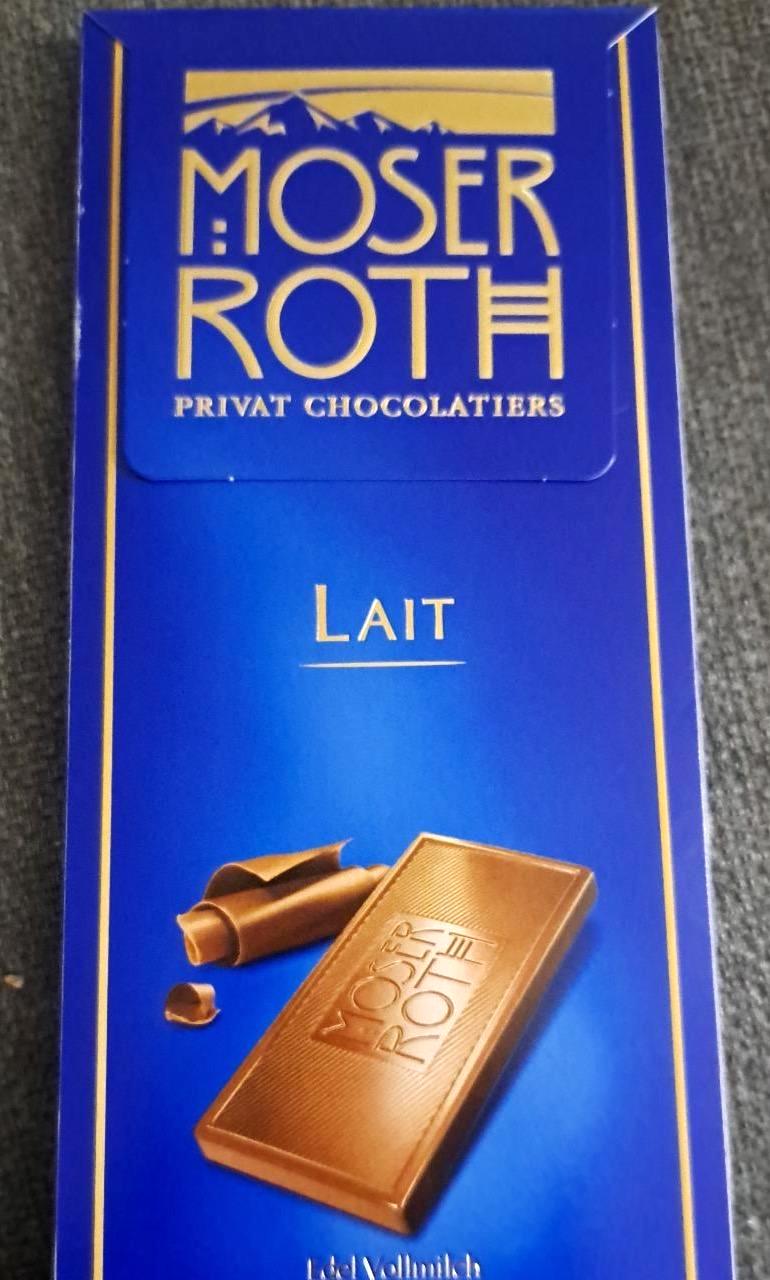 MOSER
ROTH
PRIVAT CHOCOLATIERS
LAIT
MOSER
ROTH
Edel Vollmilch